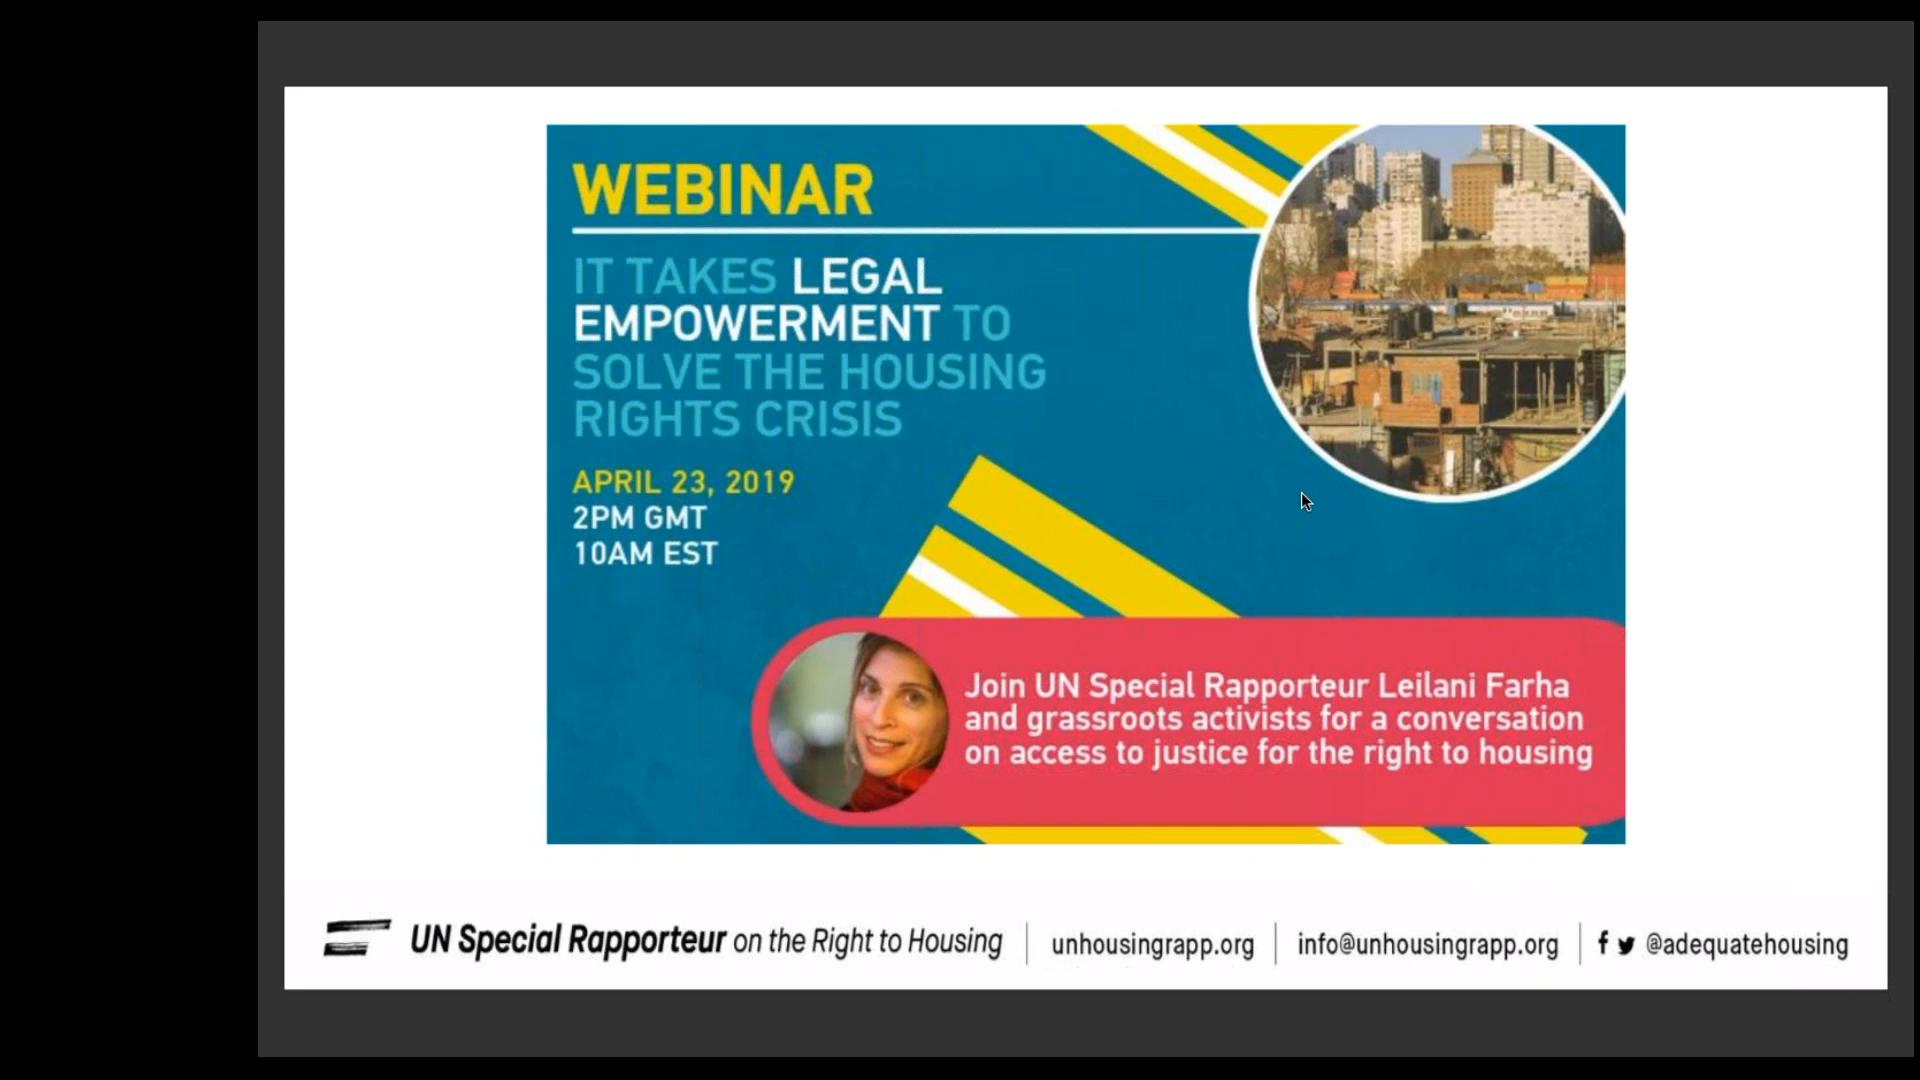 WEBINAR
IT TAKES LEGAL
EMPOWERMENT TO
SOLVE THE HOUSING
RIGHTS CRISIS
APRIL 23, 2019
2PM GMT
10AM EST
Join UN Special Rapporteur Leilani Farha
and grassroots activists for a conversation
on access to justice for the right to housing
UN Special Rapporteur on the Right to Housing
unhousingrapp.org
info@unhousingrapp.org
@adequatehousing